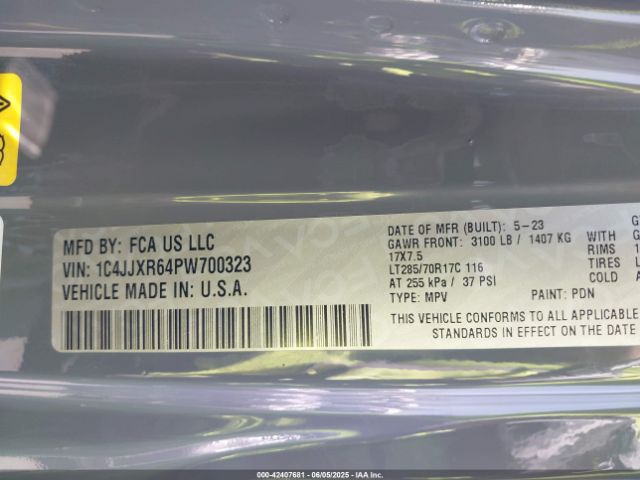 MFD BY: FCA US LLC
VIN: 1C4JJXR64PW700323
VEHICLE MADE IN: U.S.A.
DATE OF MFR (BUILT): 5-23
GAWR FRONT: 3100 LB / 1407 KG
17X7.5
LT285/70R17C 116
AT 255 kPa / 37 PSI
TYPE: MPV PAINT: PDN
RIMS
TIRES
COLD
THIS VEHICLE CONFORMS TO ALL APPLICABLE
STANDARDS IN EFFECT ON THE DATE
000-42407681 - 06/05/2025 - IAA Inc.